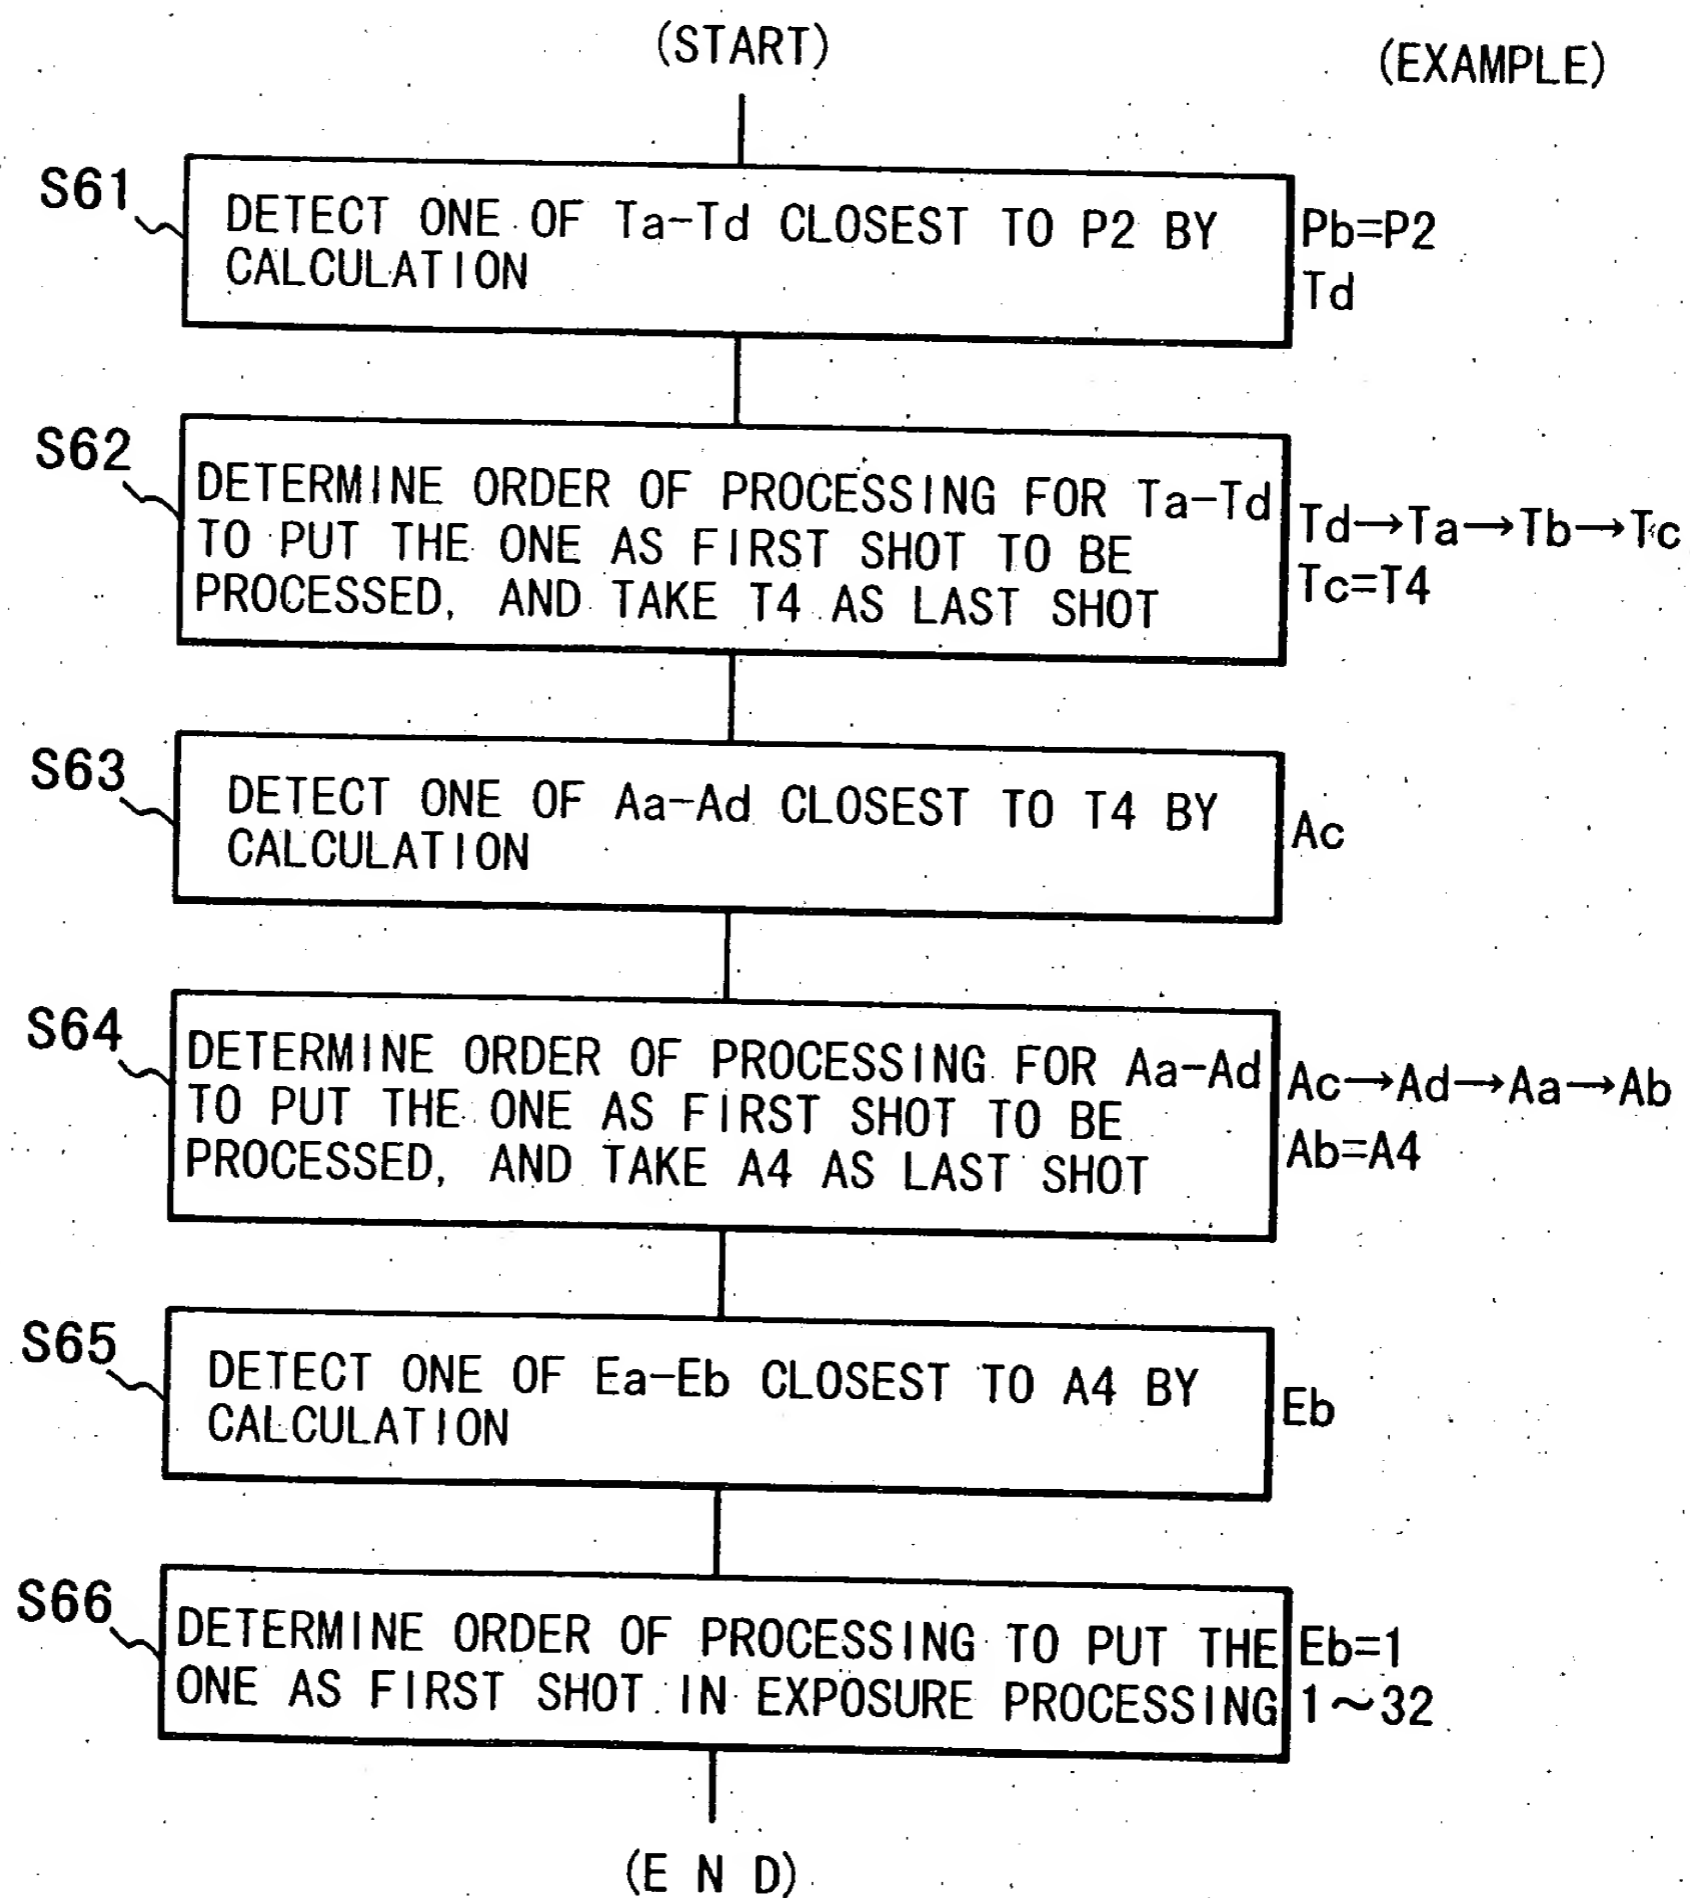 (START)
(EXAMPLE)
S61
DETECT ONE OF Ta-Td CLOSEST TO P2 BY
CALCULATION
Pb=P2
Td
S62
DETERMINE ORDER OF PROCESSING FOR Ta-Td
TO PUT THE ONE AS FIRST SHOT TO BE
PROCESSED, AND TAKE T4 AS LAST SHOT
Td→Ta→Tb→Tc
Tc=T4
S63
DETECT ONE OF Aa-Ad CLOSEST TO T4 BY
CALCULATION
Ac
S64
DETERMINE ORDER OF PROCESSING FOR Aa-Ad
TO PUT THE ONE AS FIRST SHOT TO BE
PROCESSED, AND TAKE A4 AS LAST SHOT
Ac→Ad→Aa→Ab
Ab=A4
S65
DETECT ONE OF Ea-Eb CLOSEST TO A4 BY
CALCULATION
Eb
S66
DETERMINE ORDER OF PROCESSING TO PUT THE
ONE AS FIRST SHOT IN EXPOSURE PROCESSING
Eb=1
1~32
(E N D)